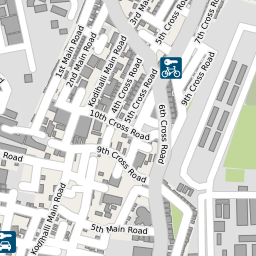 3rd Main Road
5th Cross Road
7th Cross Road
1st Main Road
2nd Main Road
Kodihalli Main Road
4th Cross Road
5th Cross Road
9th Cross Road
6th Cross Road
10th Cross Road
9th Cross Road
Road
Kodihalli Main Road
5th Main Road